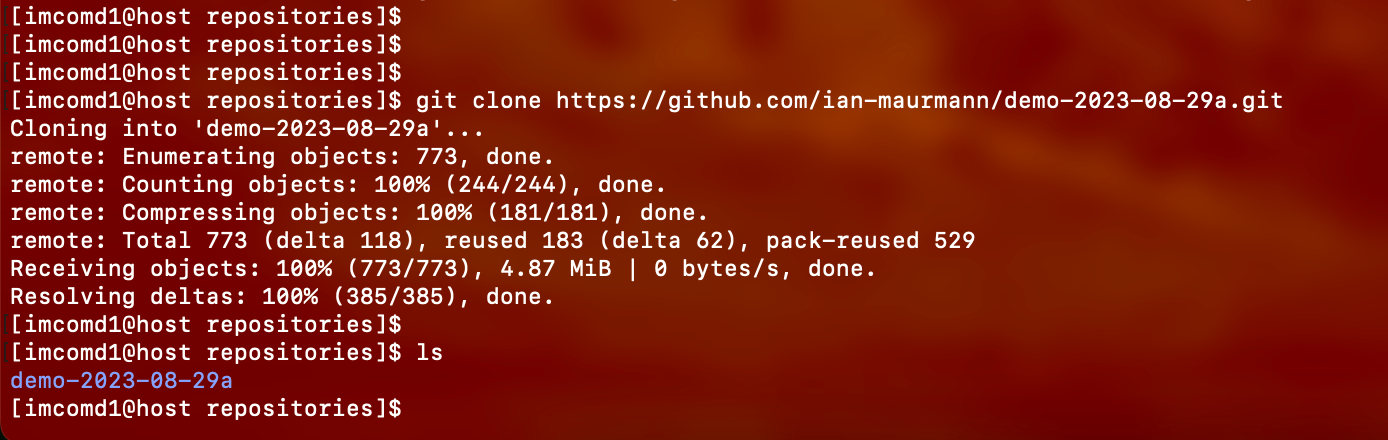 [imcomd1@host repositories]$
[imcomd1@host repositories]$
[imcomd1@host repositories]$
[imcomd1@host repositories]$ git clone https://github.com/ian-maurmann/demo-2023-08-29a.git
Cloning into 'demo-2023-08-29a'...
remote: Enumerating objects: 773, done.
remote: Counting objects: 100% (244/244), done.
remote: Compressing objects: 100% (181/181), done.
remote: Total 773 (delta 118), reused 183 (delta 62), pack-reused 529
Receiving objects: 100% (773/773), 4.87 MiB | 0 bytes/s, done.
Resolving deltas: 100% (385/385), done.
[imcomd1@host repositories]$
[imcomd1@host repositories]$ ls
demo-2023-08-29a
[imcomd1@host repositories]$